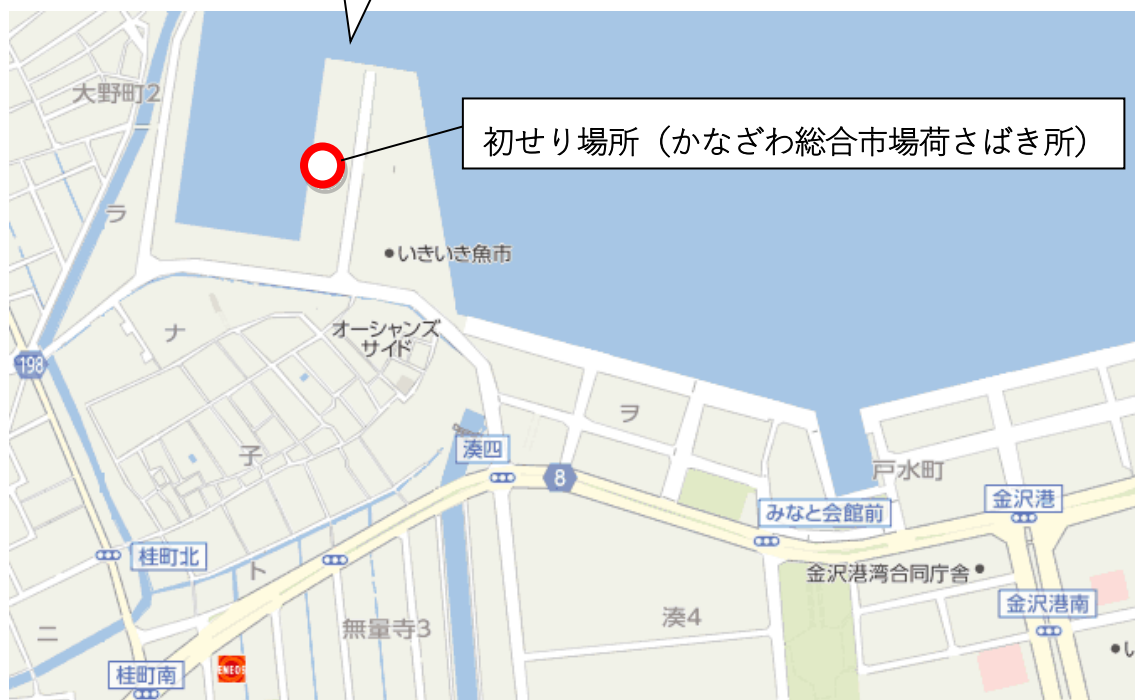 大野町2
初せり場所（かなざわ総合市場荷さばき所）
ラ
いきいき魚市
ナ
オーシャンズ
サイド
198
ヲ
子
湊四
8
戸水町
みなと会館前
金沢港
桂町北
ト
金沢港湾合同庁舎
無量寺3
湊4
金沢港南
ニ
桂町南
ENEOS
い